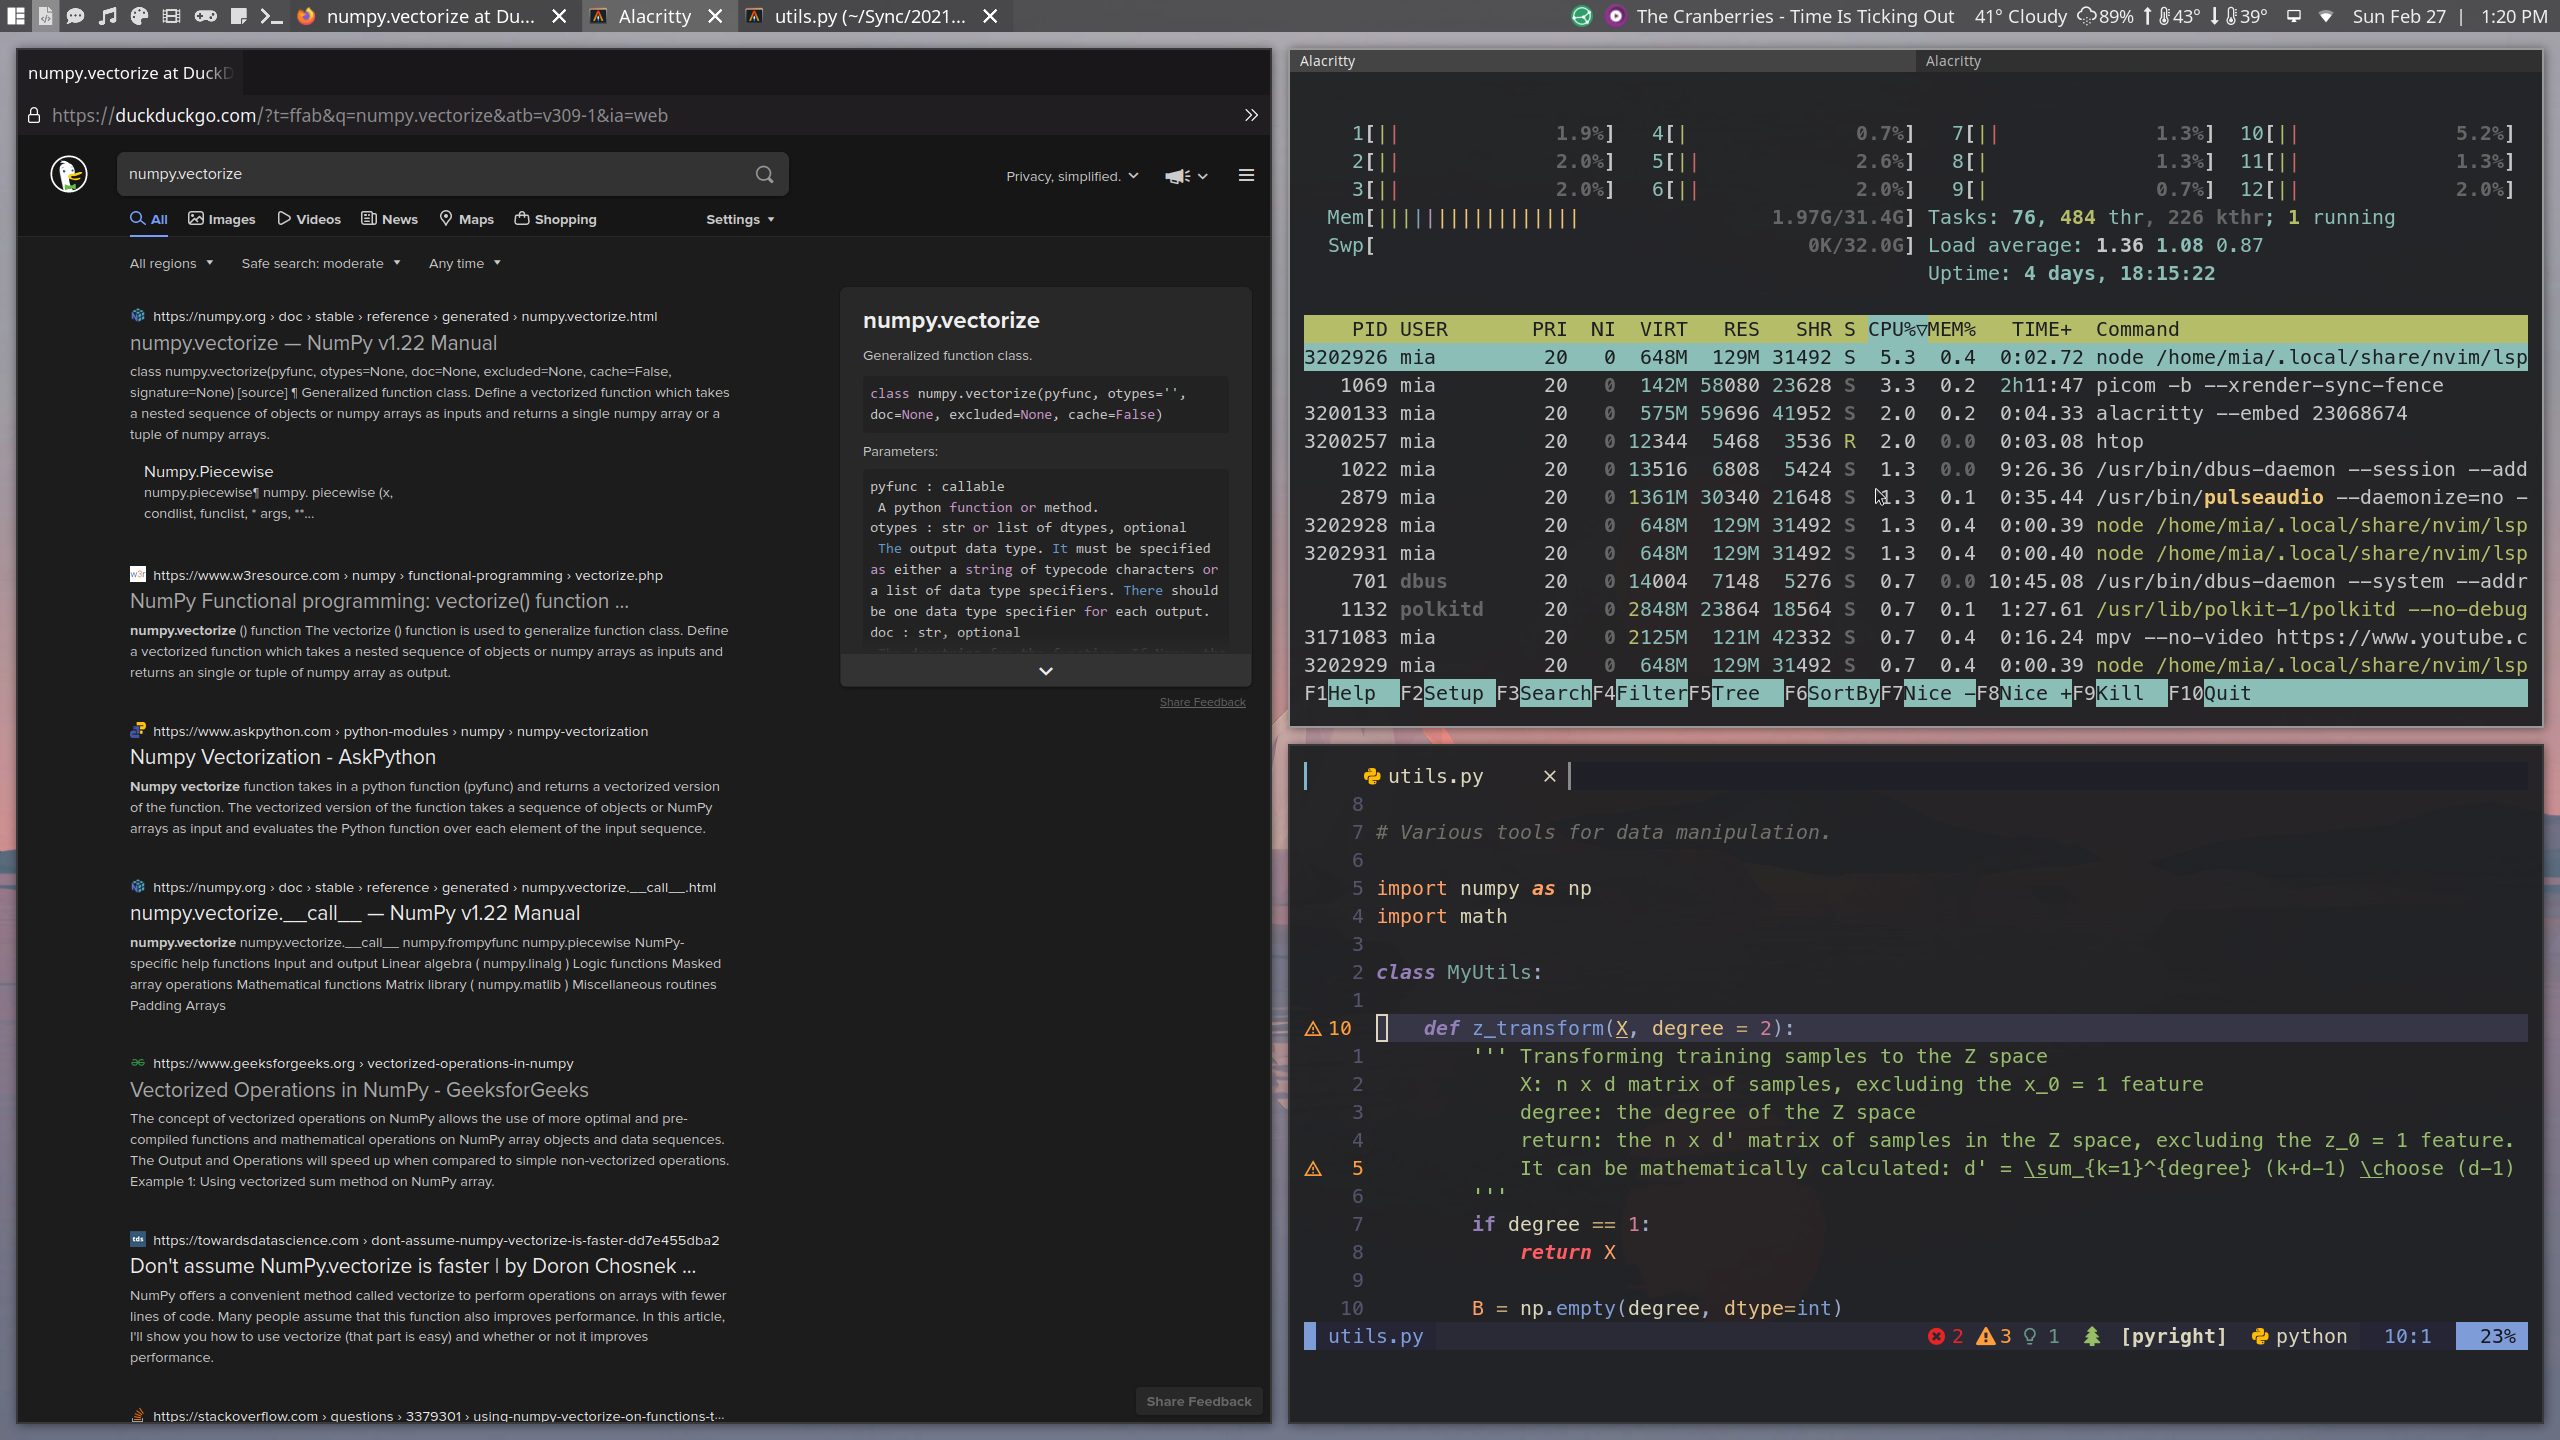 numpy.vectorize at Du...
Alacritty
utils.py (~/Sync/2021...
The Cranberries - Time Is Ticking Out
41° Cloudy 89% 43° 39°
Sun Feb 27 | 1:20 PM
numpy.vectorize at DuckD
https://duckduckgo.com/?t=ffab&q=numpy.vectorize&atb=v309-1&ia=web
numpy.vectorize
Privacy, simplified.
All Images Videos News Maps Shopping Settings
All regions Safe search: moderate Any time
https://numpy.org › doc › stable › reference › generated › numpy.vectorize.html
numpy.vectorize — NumPy v1.22 Manual
class numpy.vectorize(pyfunc, otypes=None, doc=None, excluded=None, cache=False,
signature=None) [source] ¶ Generalized function class. Define a vectorized function which takes
a nested sequence of objects or numpy arrays as inputs and returns a single numpy array or a
tuple of numpy arrays.
Numpy.Piecewise
numpy.piecewise¶ numpy. piecewise (x,
condlist, funclist, * args, **...
https://www.w3resource.com › numpy › functional-programming › vectorize.php
NumPy Functional programming: vectorize() function ...
numpy.vectorize () function The vectorize () function is used to generalize function class. Define
a vectorized function which takes a nested sequence of objects or numpy arrays as inputs and
returns an single or tuple of numpy array as output.
https://www.askpython.com › python-modules › numpy › numpy-vectorization
Numpy Vectorization - AskPython
Numpy vectorize function takes in a python function (pyfunc) and returns a vectorized version
of the function. The vectorized version of the function takes a sequence of objects or NumPy
arrays as input and evaluates the Python function over each element of the input sequence.
https://numpy.org › doc › stable › reference › generated › numpy.vectorize.__call__.html
numpy.vectorize.__call__ — NumPy v1.22 Manual
numpy.vectorize numpy.vectorize.__call__ numpy.frompyfunc numpy.piecewise NumPy-
specific help functions Input and output Linear algebra ( numpy.linalg ) Logic functions Masked
array operations Mathematical functions Matrix library ( numpy.matlib ) Miscellaneous routines
Padding Arrays
https://www.geeksforgeeks.org › vectorized-operations-in-numpy
Vectorized Operations in NumPy - GeeksforGeeks
The concept of vectorized operations on NumPy allows the use of more optimal and pre-
compiled functions and mathematical operations on NumPy array objects and data sequences.
The Output and Operations will speed up when compared to simple non-vectorized operations.
Example 1: Using vectorized sum method on NumPy array.
tds https://towardsdatascience.com › dont-assume-numpy-vectorize-is-faster-dd7e455dba2
Don't assume NumPy.vectorize is faster | by Doron Chosnek ...
NumPy offers a convenient method called vectorize to perform operations on arrays with fewer
lines of code. Many people assume that this function also improves performance. In this article,
I'll show you how to use vectorize (that part is easy) and whether or not it improves
performance.
https://stackoverflow.com › questions › 3379301 › using-numpy-vectorize-on-functions-t...
numpy.vectorize
Generalized function class.
class numpy.vectorize(pyfunc, otypes='',
doc=None, excluded=None, cache=False)
Parameters:
pyfunc : callable
A python function or method.
otypes : str or list of dtypes, optional
The output data type. It must be specified
as either a string of typecode characters or
a list of data type specifiers. There should
be one data type specifier for each output.
doc : str, optional
Share Feedback
Share Feedback
Alacritty Alacritty
1[|| 1.9%] 4[| 0.7%] 7[|| 1.3%] 10[|| 5.2%]
2[|| 2.0%] 5[|| 2.6%] 8[| 1.3%] 11[|| 1.3%]
3[|| 2.0%] 6[|| 2.0%] 9[| 0.7%] 12[|| 2.0%]
Mem[||||||||||||||||| 1.97G/31.4G] Tasks: 76, 484 thr, 226 kthr; 1 running
Swp[ 0K/32.0G] Load average: 1.36 1.08 0.87
Uptime: 4 days, 18:15:22
PID USER PRI NI VIRT RES SHR S CPU%▽MEM% TIME+ Command
3202926 mia 20 0 648M 129M 31492 S 5.3 0.4 0:02.72 node /home/mia/.local/share/nvim/lsp
1069 mia 20 0 142M 58080 23628 S 3.3 0.2 2h11:47 picom -b --xrender-sync-fence
3200133 mia 20 0 575M 59696 41952 S 2.0 0.2 0:04.33 alacritty --embed 23068674
3200257 mia 20 0 12344 5468 3536 R 2.0 0.0 0:03.08 htop
1022 mia 20 0 13516 6808 5424 S 1.3 0.0 9:26.36 /usr/bin/dbus-daemon --session --add
2879 mia 20 0 1361M 30340 21648 S 1.3 0.1 0:35.44 /usr/bin/pulseaudio --daemonize=no -
3202928 mia 20 0 648M 129M 31492 S 1.3 0.4 0:00.39 node /home/mia/.local/share/nvim/lsp
3202931 mia 20 0 648M 129M 31492 S 1.3 0.4 0:00.40 node /home/mia/.local/share/nvim/lsp
701 dbus 20 0 14004 7148 5276 S 0.7 0.0 10:45.08 /usr/bin/dbus-daemon --system --addr
1132 polkitd 20 0 2848M 23864 18564 S 0.7 0.1 1:27.61 /usr/lib/polkit-1/polkitd --no-debug
3171083 mia 20 0 2125M 121M 42332 S 0.7 0.4 0:16.24 mpv --no-video https://www.youtube.c
3202929 mia 20 0 648M 129M 31492 S 0.7 0.4 0:00.39 node /home/mia/.local/share/nvim/lsp
F1Help F2Setup F3SearchF4FilterF5Tree F6SortByF7Nice -F8Nice +F9Kill F10Quit
utils.py
8
7 # Various tools for data manipulation.
6
5 import numpy as np
4 import math
3
2 class MyUtils:
1
10 def z_transform(X, degree = 2):
1 ''' Transforming training samples to the Z space
2 X: n x d matrix of samples, excluding the x_0 = 1 feature
3 degree: the degree of the Z space
4 return: the n x d' matrix of samples in the Z space, excluding the z_0 = 1 feature.
5 It can be mathematically calculated: d' = \sum_{k=1}^{degree} (k+d-1) \choose (d-1)
6 '''
7 if degree == 1:
8 return X
9
10 B = np.empty(degree, dtype=int)
utils.py 2 3 1 [pyright] python 10:1 23%